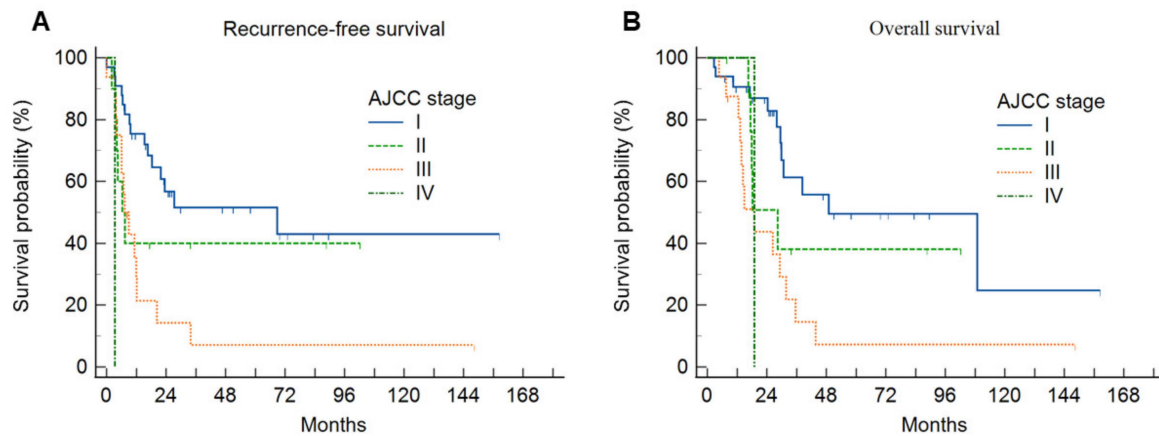 A
Recurrence-free survival
Survival probability (%)
100
80
60
40
20
0
AJCC stage
I
II
III
IV
0 24 48 72 96 120 144 168
Months
B
Overall survival
Survival probability (%)
100
80
60
40
20
0
AJCC stage
I
II
III
IV
0 24 48 72 96 120 144 168
Months